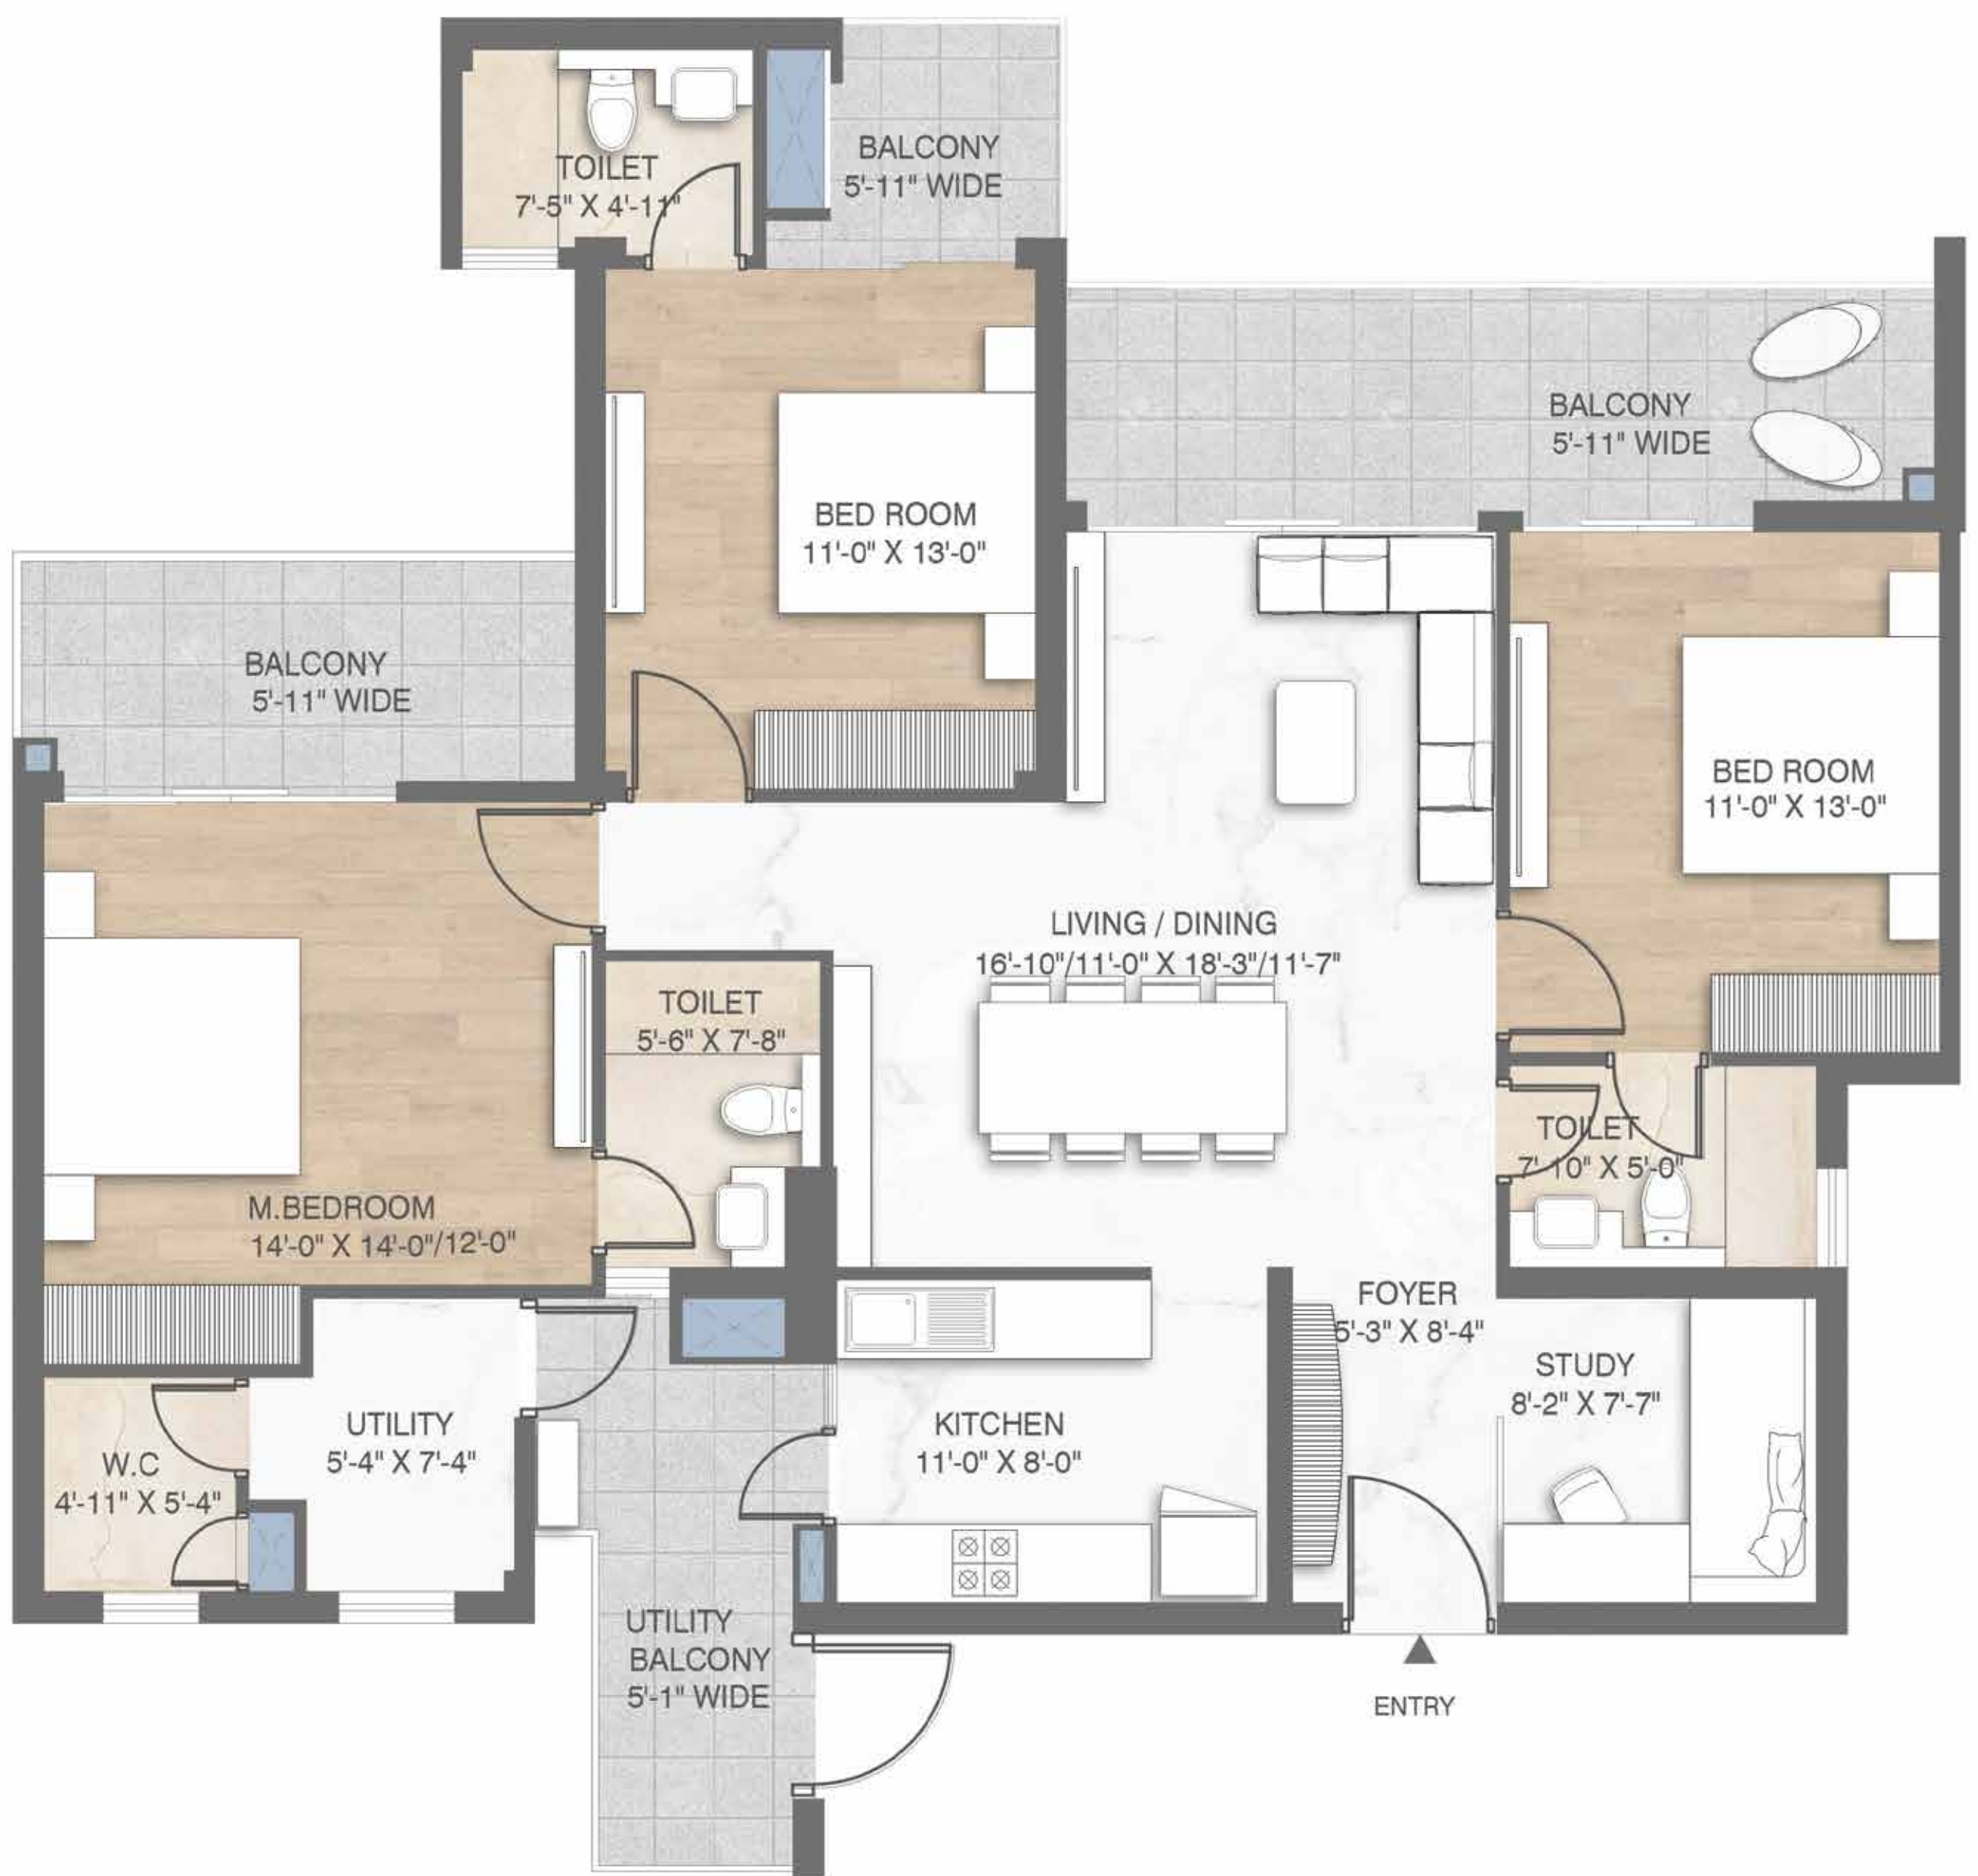 TOILET
7'-5" X 4'-11"
BALCONY
5'-11" WIDE
BALCONY
5'-11" WIDE
BED ROOM
11'-0" X 13'-0"
BALCONY
5'-11" WIDE
BED ROOM
11'-0" X 13'-0"
LIVING / DINING
16'-10"/11'-0" X 18'-3"/11'-7"
TOILET
5'-6" X 7'-8"
TOILET
7'-10" X 5'-0"
M.BEDROOM
14'-0" X 14'-0"/12'-0"
FOYER
5'-3" X 8'-4"
STUDY
8'-2" X 7'-7"
UTILITY
5'-4" X 7'-4"
KITCHEN
11'-0" X 8'-0"
W.C
4'-11" X 5'-4"
UTILITY
BALCONY
5'-1" WIDE
ENTRY